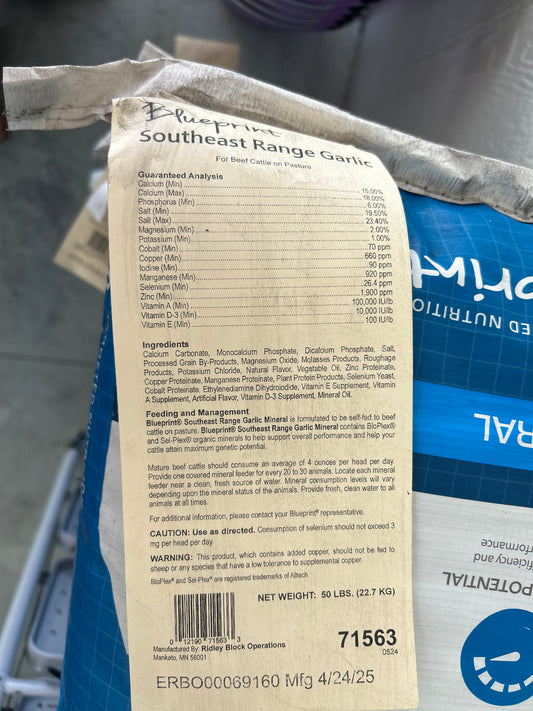 Blueprint
Southeast Range Garlic
For Beef Cattle on Pasture
Guaranteed Analysis
Calcium (Min) 15.00%
Calcium (Max) 18.00%
Phosphorus (Min) 6.00%
Salt (Min) 19.50%
Salt (Max) 23.40%
Magnesium (Min) 2.00%
Potassium (Min) 1.00%
Cobalt (Min) 70 ppm
Copper (Min) 660 ppm
Iodine (Min) 90 ppm
Manganese (Min) 920 ppm
Selenium (Min) 26.4 ppm
Zinc (Min) 1,900 ppm
Vitamin A (Min) 100,000 IU/lb
Vitamin D-3 (Min) 10,000 IU/lb
Vitamin E (Min) 100 IU/lb
Ingredients
Calcium Carbonate, Monocalcium Phosphate, Dicalcium Phosphate, Salt,
Processed Grain By-Products, Magnesium Oxide, Molasses Products, Roughage
Products, Potassium Chloride, Natural Flavor, Vegetable Oil, Zinc Proteinate,
Copper Proteinate, Manganese Proteinate, Plant Protein Products, Selenium Yeast,
Cobalt Proteinate, Ethylenediamine Dihydroiodide, Vitamin E Supplement, Vitamin
A Supplement, Artificial Flavor, Vitamin D-3 Supplement, Mineral Oil.
Feeding and Management
Blueprint® Southeast Range Garlic Mineral is formulated to be self-fed to beef
cattle on pasture. Blueprint® Southeast Range Garlic Mineral contains BioPlex®
and Sel-Plex® organic minerals to help support overall performance and help your
cattle attain maximum genetic potential.
Mature beef cattle should consume an average of 4 ounces per head per day.
Provide one covered mineral feeder for every 20 to 30 animals. Locate each mineral
feeder near a clean, fresh source of water. Mineral consumption levels will vary
depending upon the mineral status of the animals. Provide fresh, clean water to all
animals at all times.
For additional information, please contact your Blueprint® representative.
CAUTION: Use as directed. Consumption of selenium should not exceed 3
mg per head per day.
WARNING: This product, which contains added copper, should not be fed to
sheep or any species that have a low tolerance to supplemental copper.
BioPlex® and Sel-Plex® are registered trademarks of Alltech
NET WEIGHT: 50 LBS. (22.7 KG)
0 12190 71563 3
Manufactured By: Ridley Block Operations
Mankato, MN 56001
71563
0524
ERBO00069160 Mfg 4/24/25
print
ED NUTRITIO
RAL
POTENTIAL
ficiency and
rformance